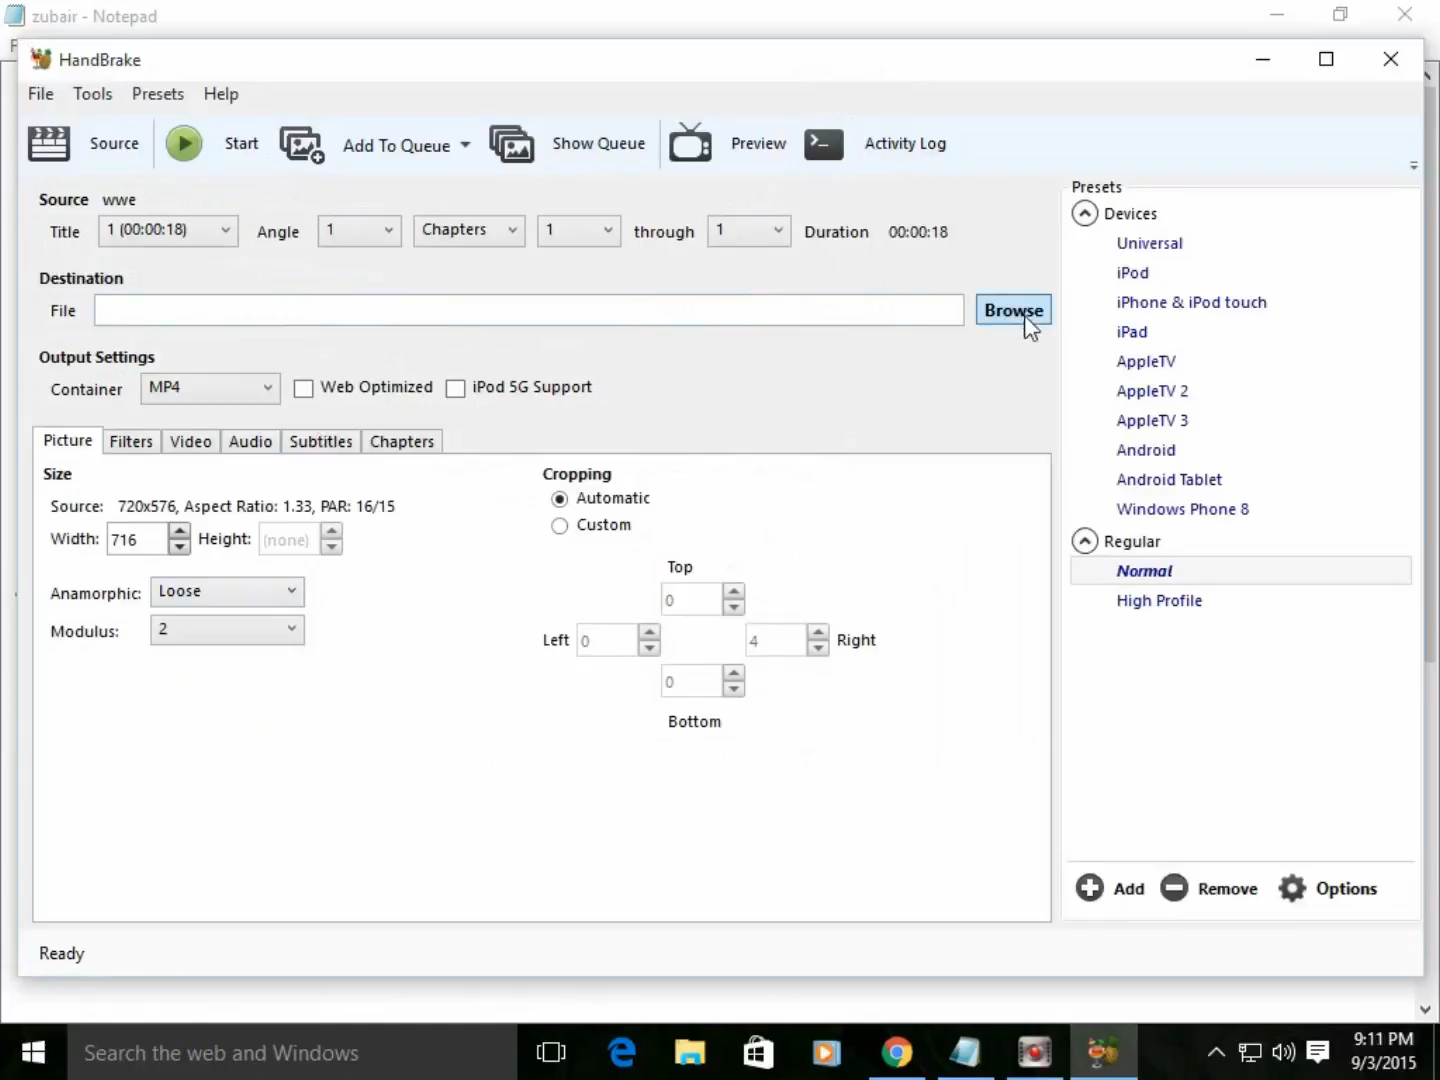 zubair - Notepad
HandBrake
File Tools Presets Help
Source Start Add To Queue Show Queue Preview Activity Log
Source wwe
Title 1 (00:00:18) Angle 1 Chapters 1 through 1 Duration 00:00:18
Destination
File Browse
Output Settings
Container MP4 Web Optimized iPod 5G Support
Picture Filters Video Audio Subtitles Chapters
Size
Source: 720x576, Aspect Ratio: 1.33, PAR: 16/15
Width: 716 Height: (none)
Anamorphic: Loose
Modulus: 2
Cropping
Automatic
Custom
Top
0
Left 0 4 Right
0
Bottom
Presets
Devices
Universal
iPod
iPhone & iPod touch
iPad
AppleTV
AppleTV 2
AppleTV 3
Android
Android Tablet
Windows Phone 8
Regular
Normal
High Profile
Add Remove Options
Ready
Search the web and Windows
9:11 PM
9/3/2015